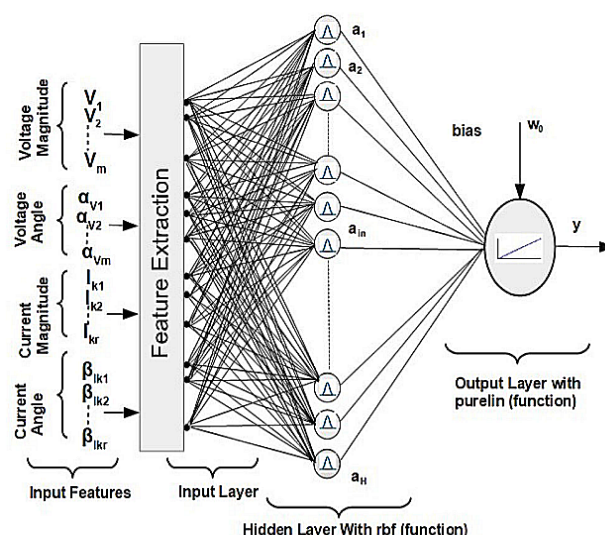 Voltage Magnitude
V1
V2
Vm
Voltage Angle
αV1
αV2
αVm
Current Magnitude
Ik1
Ik2
Ikr
Current Angle
βIk1
βIk2
βIkr
Input Features
Feature Extraction
Input Layer
a1
a2
ain
aH
Hidden Layer With rbf (function)
bias
w0
y
Output Layer with
purelin (function)